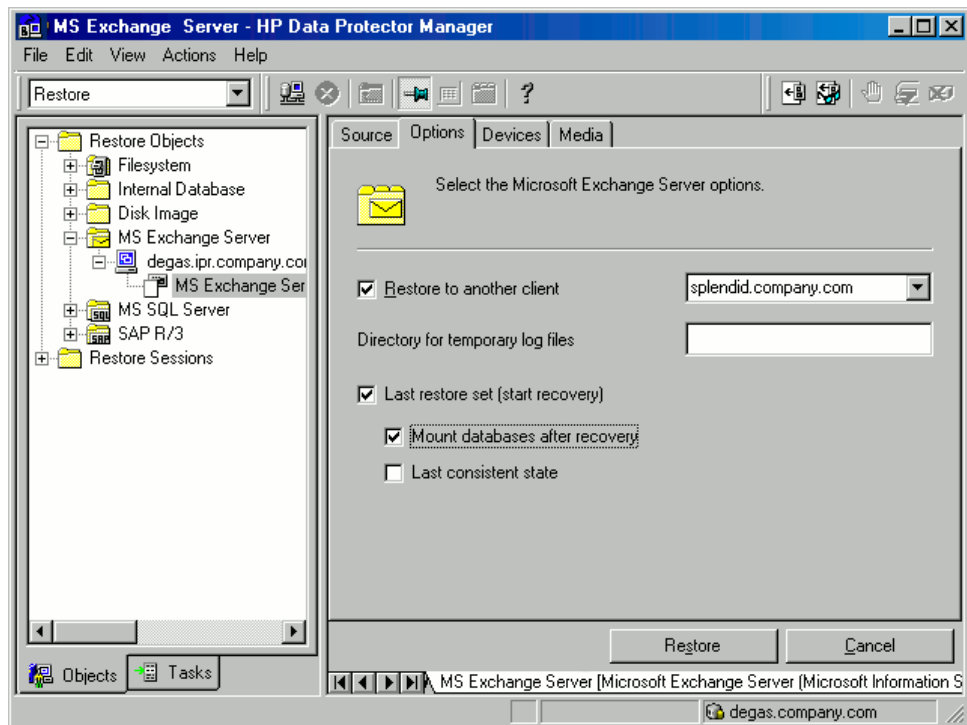 MS Exchange Server - HP Data Protector Manager
File Edit View Actions Help
Restore
?
Restore Objects
Filesystem
Internal Database
Disk Image
MS Exchange Server
degas.ipr.company.co
MS Exchange Ser
MS SQL Server
SAP R/3
Restore Sessions
Objects Tasks
Source Options Devices Media
Select the Microsoft Exchange Server options.
Restore to another client splendid.company.com
Directory for temporary log files
Last restore set (start recovery)
Mount databases after recovery
Last consistent state
Restore Cancel
MS Exchange Server [Microsoft Exchange Server (Microsoft Information S
degas.company.com